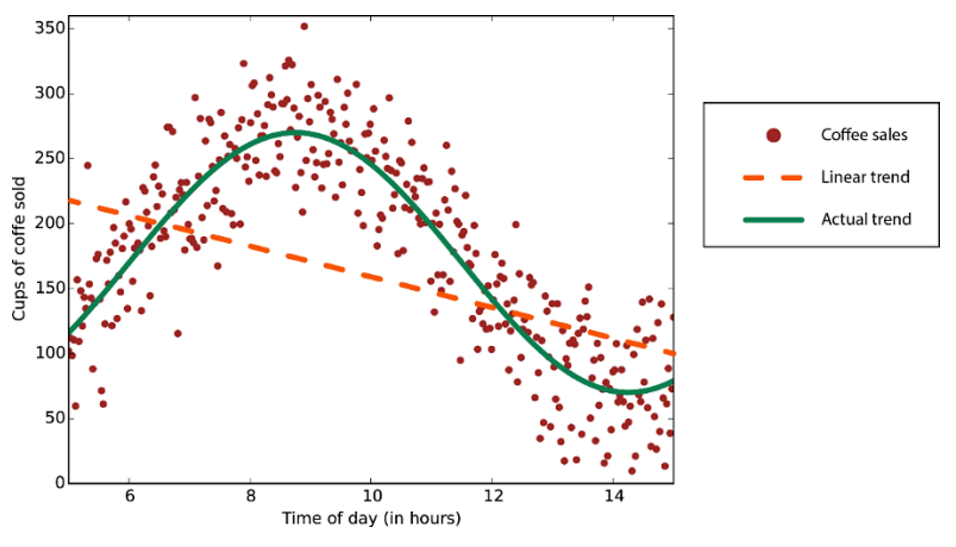 350
300
250
200
150
100
50
0
Cups of coffe sold
6 8 10 12 14
Time of day (in hours)
Coffee sales
Linear trend
Actual trend